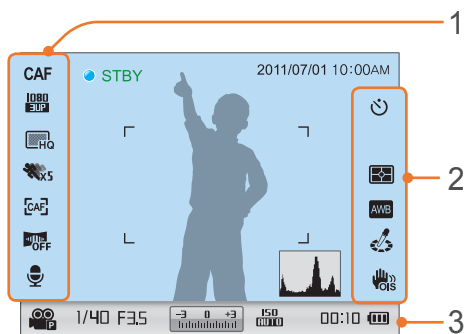 1
CAF
STBY
2011/07/01 10:00AM
1080
30P
HQ
x5
2
CAF
AWB
OFF
OIS
P
1/40 F3.5
-3 0 +3
ISO
AUTO
00:10
3